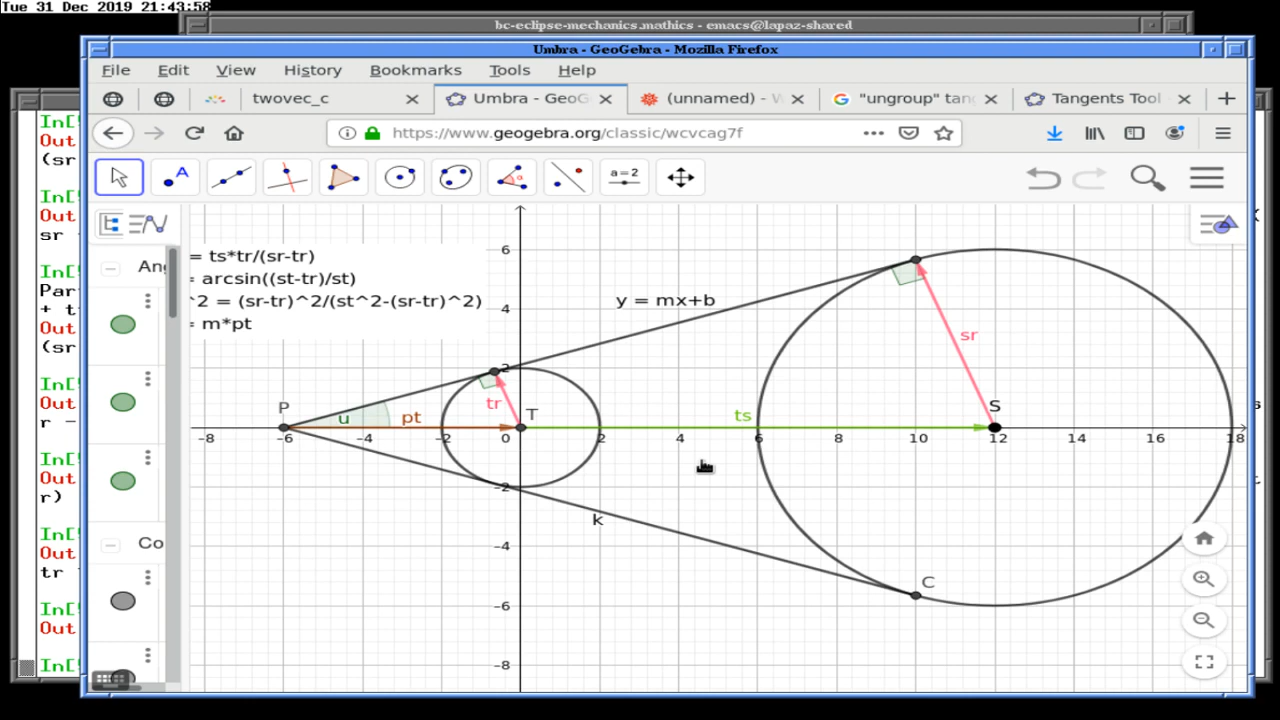 Tue 31 Dec 2019 21:43:58
bc-eclipse-mechanics.mathics - emacs@lapaz-shared
Umbra - GeoGebra - Mozilla Firefox
File Edit View History Bookmarks Tools Help
twovec_c
Umbra - GeoG
(unnamed) - W
"ungroup" tan
Tangents Tool
https://www.geogebra.org/classic/wcvcag7f
A
α
a=2
Ang
Co
= ts*tr/(sr-tr)
= arcsin((st-tr)/st)
^2 = (sr-tr)^2/(st^2-(sr-tr)^2)
= m*pt
y = mx+b
sr
tr
P
u
pt
T
ts
S
k
C
6
4
2
-2
-4
-6
-8
-8 -6 -4 -2 0 2 4 6 8 10 12 14 16 18
In[
Out
(sr
In[
Out
sr
In[
Par
+ t
Out
(sr
In[
Out
r -
In[
Out
r)
In[
Out
tr
In[
Out
In[